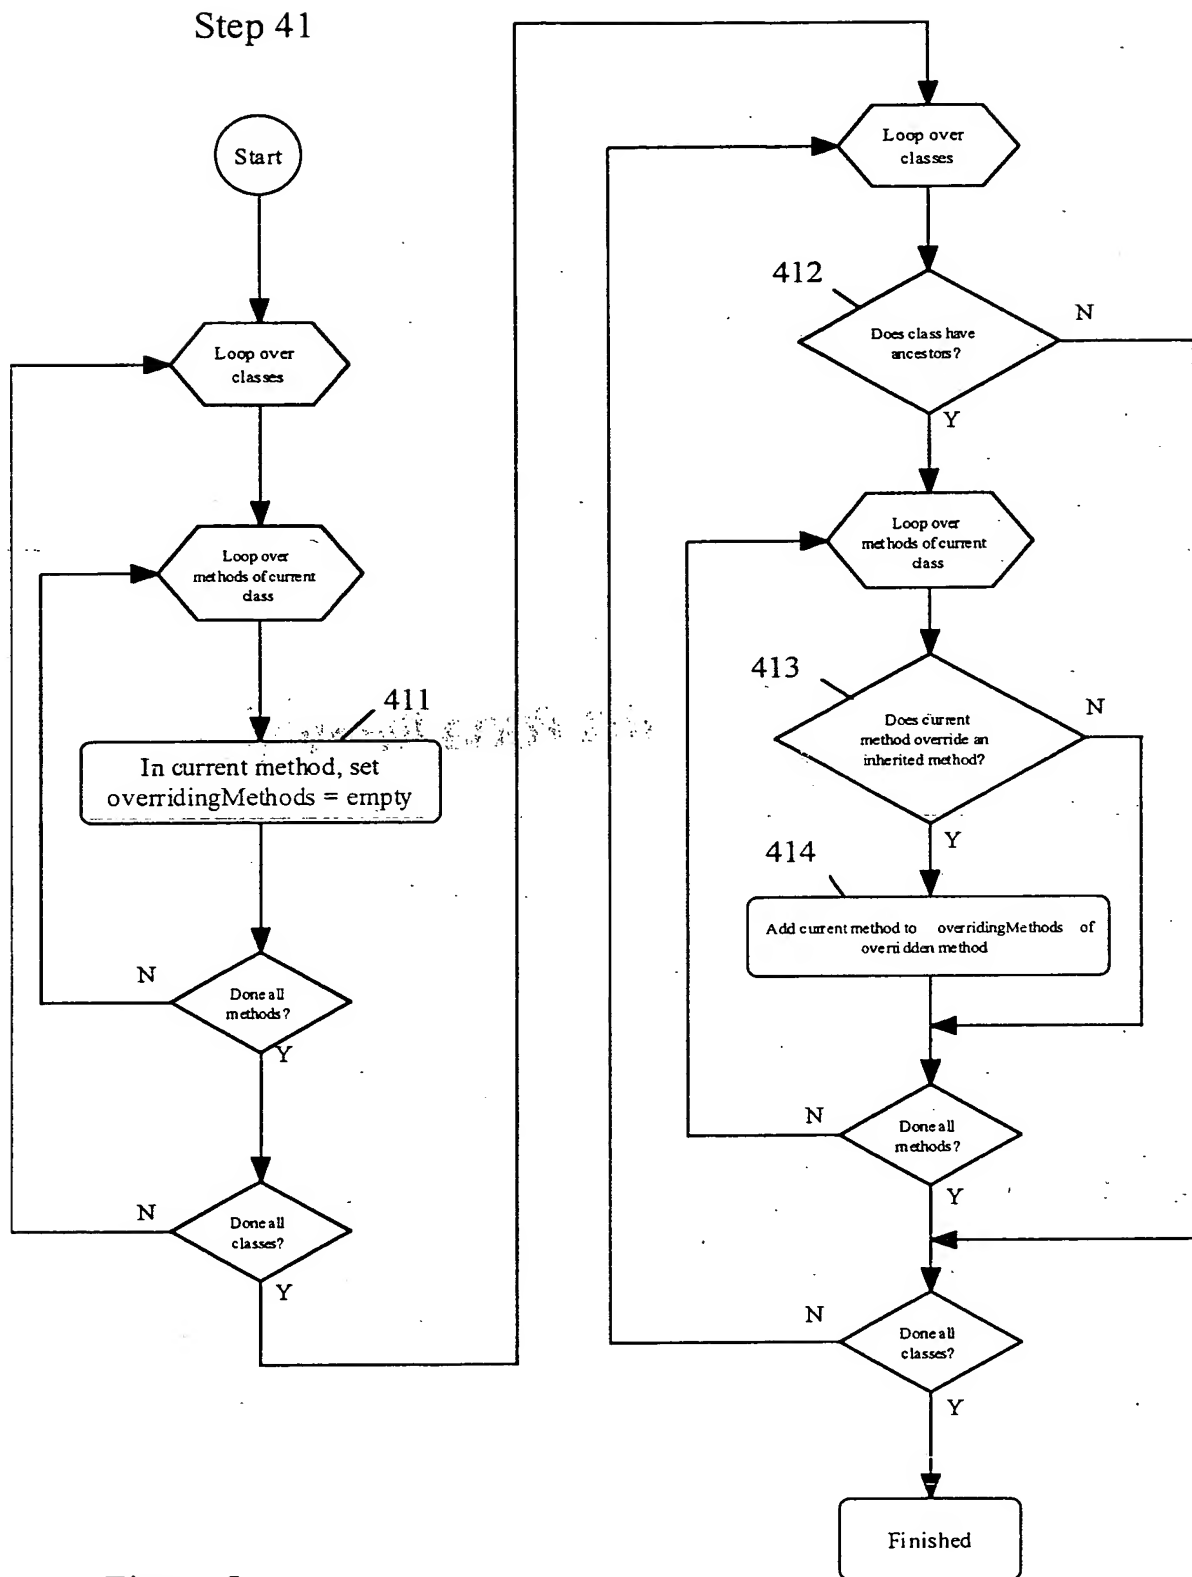 Step 41
Start
Loop over
classes
Loop over
methods of current
class
411
In current method, set
overridingMethods = empty
N
Done all
methods?
Y
N
Done all
classes?
Y
Loop over
classes
412
N
Does class have
ancestors?
Y
Loop over
methods of current
class
413
N
Does current
method override an
inherited method?
Y
414
Add current method to overridingMethods of
overridden method
N
Done all
methods?
Y
N
Done all
classes?
Y
Finished